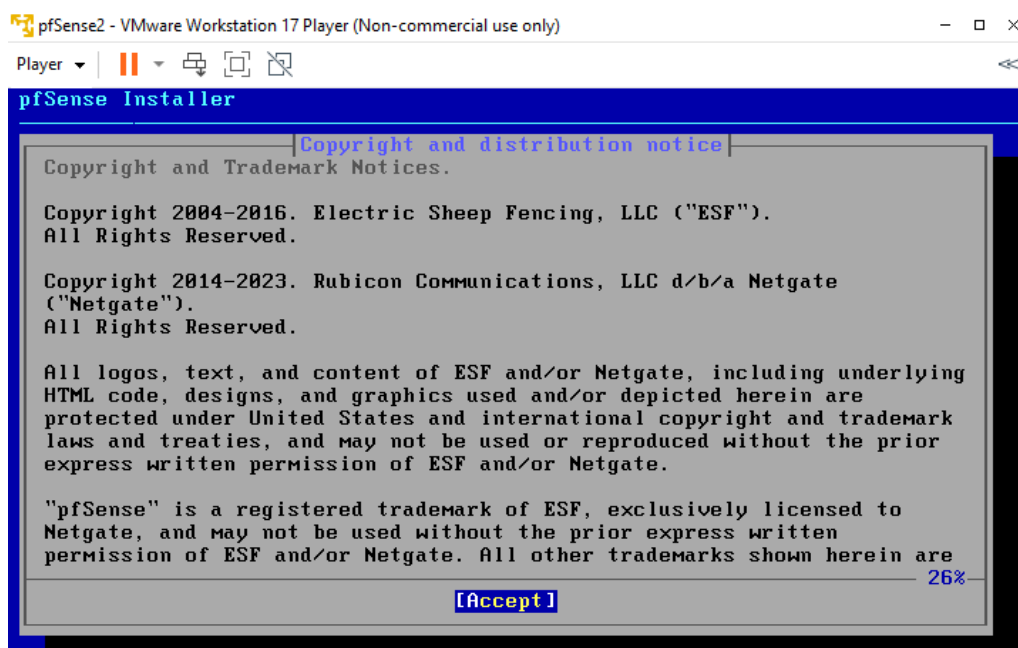 pfSense2 - VMware Workstation 17 Player (Non-commercial use only)
Player
pfSense Installer
Copyright and distribution notice
Copyright and Trademark Notices.
Copyright 2004-2016. Electric Sheep Fencing, LLC ("ESF").
All Rights Reserved.
Copyright 2014-2023. Rubicon Communications, LLC d/b/a Netgate
("Netgate").
All Rights Reserved.
All logos, text, and content of ESF and/or Netgate, including underlying
HTML code, designs, and graphics used and/or depicted herein are
protected under United States and international copyright and trademark
laws and treaties, and may not be used or reproduced without the prior
express written permission of ESF and/or Netgate.
"pfSense" is a registered trademark of ESF, exclusively licensed to
Netgate, and may not be used without the prior express written
permission of ESF and/or Netgate. All other trademarks shown herein are
26%
[Accept]